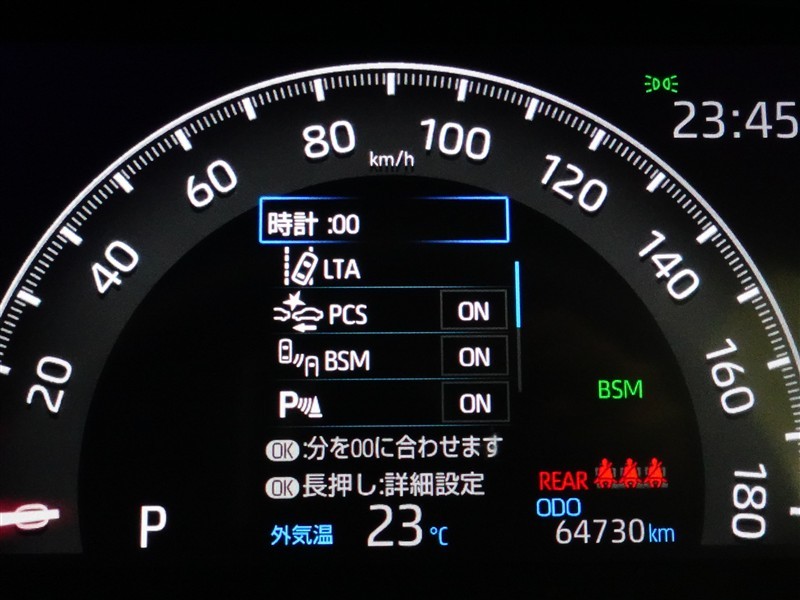 23:45
80
100
km/h
60
120
時計 :00
40
140
LTA
PCS ON
20
BSM ON
160
BSM
P ON
OK :分を00に合わせます
REAR
OK 長押し:詳細設定
180
0
ODO
P
外気温 23 ℃
64730 km